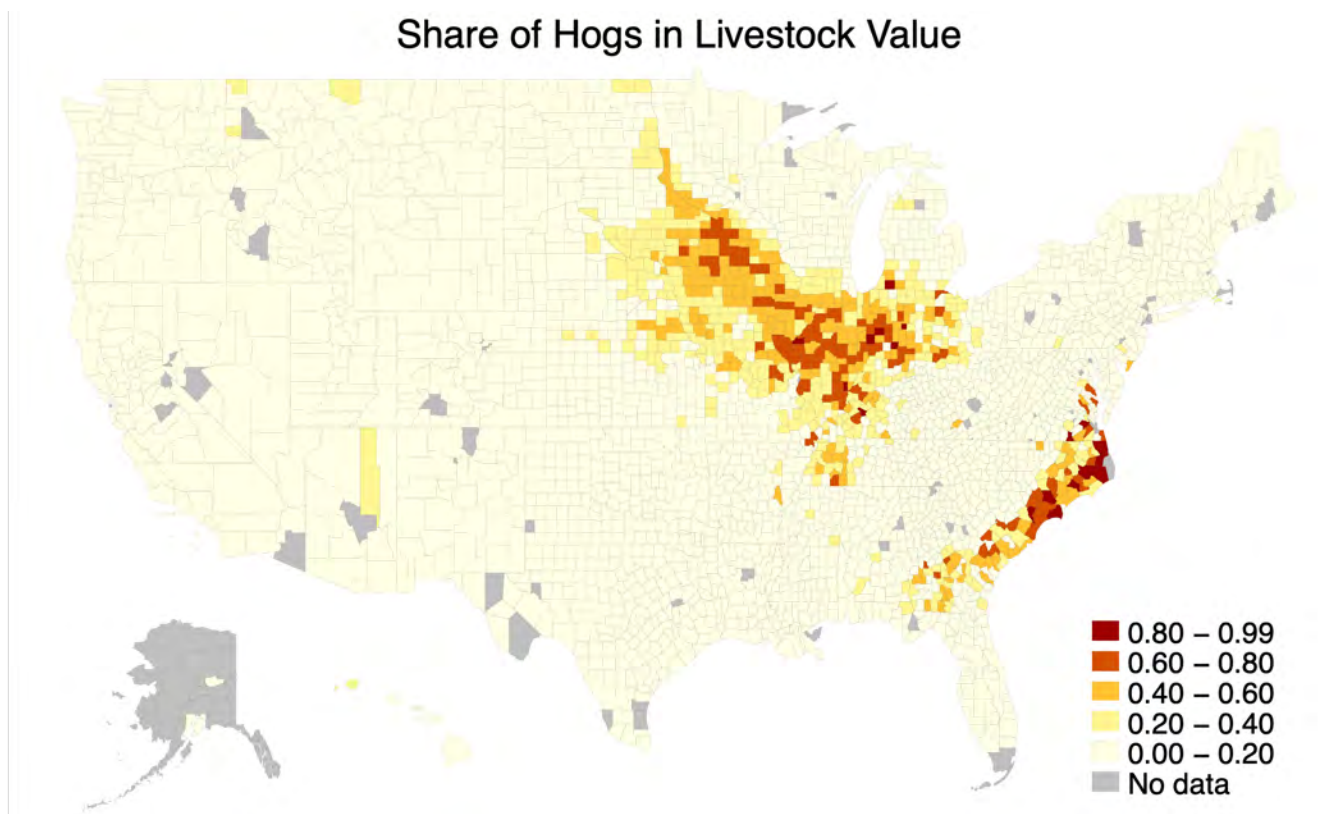 Share of Hogs in Livestock Value
0.80 – 0.99
0.60 – 0.80
0.40 – 0.60
0.20 – 0.40
0.00 – 0.20
No data